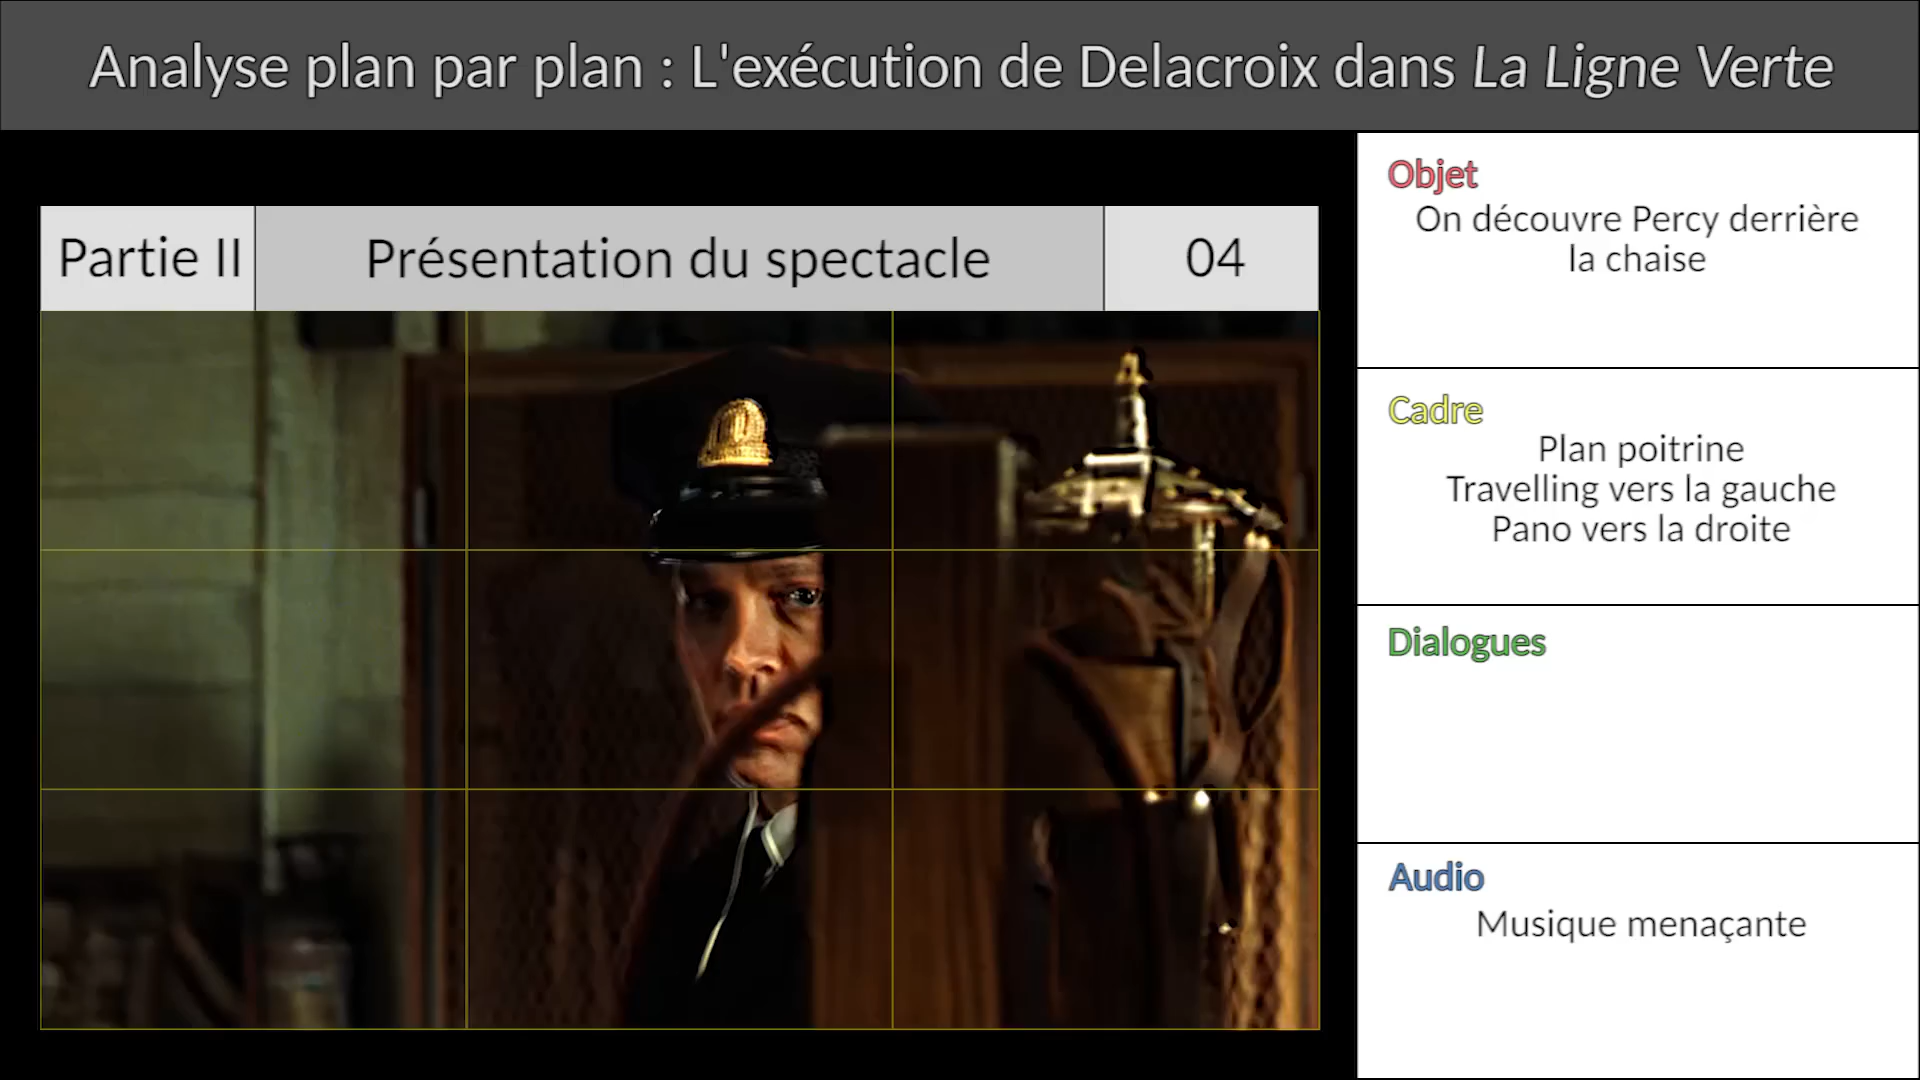 Analyse plan par plan : L'exécution de Delacroix dans La Ligne Verte
Partie II
Présentation du spectacle
04
Objet
On découvre Percy derrière
la chaise
Cadre
Plan poitrine
Travelling vers la gauche
Pano vers la droite
Dialogues
Audio
Musique menaçante